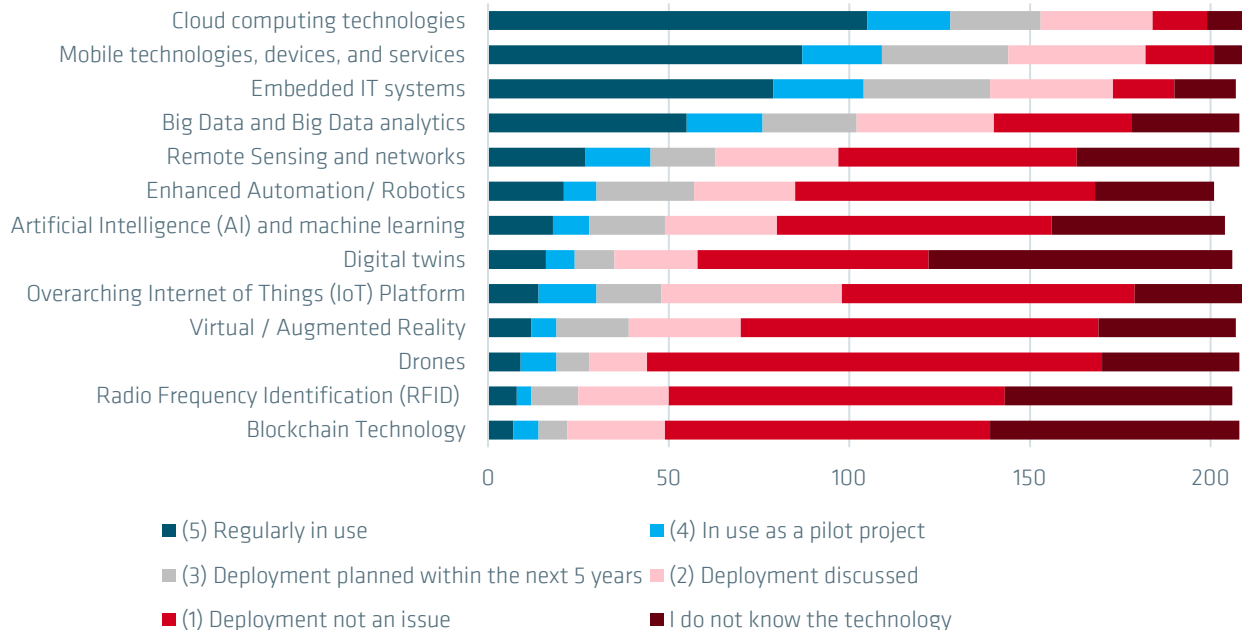 Cloud computing technologies
Mobile technologies, devices, and services
Embedded IT systems
Big Data and Big Data analytics
Remote Sensing and networks
Enhanced Automation/ Robotics
Artificial Intelligence (AI) and machine learning
Digital twins
Overarching Internet of Things (IoT) Platform
Virtual / Augmented Reality
Drones
Radio Frequency Identification (RFID)
Blockchain Technology
0 50 100 150 200
(5) Regularly in use (4) In use as a pilot project
(3) Deployment planned within the next 5 years (2) Deployment discussed
(1) Deployment not an issue I do not know the technology